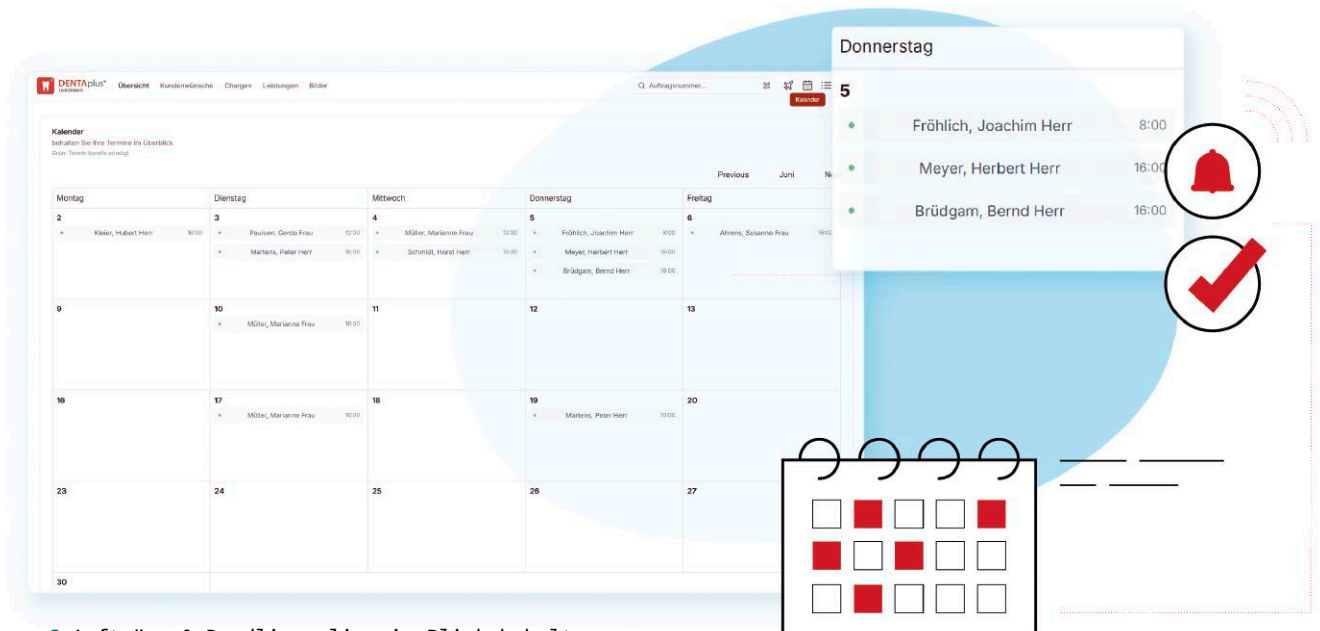 Donnerstag
5
Fröhlich, Joachim Herr 8:00
Meyer, Herbert Herr 16:00
Brüdgam, Bernd Herr 16:00
DENTAplus Übersicht Kundenwünsche Chargen Leistungen Bilder Auftragsnummer...
Kalender
Kalender
behalten Sie Ihre Termine im Überblick
Grün: Termin bereits erledigt
Previous Juni
Montag Dienstag Mittwoch Donnerstag Freitag
2 3 4 5 6
Kleier, Hubert Herr 16:00 Paulsen, Gerda Frau 12:00 Müller, Marianne Frau 12:00 Fröhlich, Joachim Herr 8:00 Ahrens, Susanne Frau
Martens, Peter Herr 16:00 Schmidt, Horst Herr Meyer, Herbert Herr 16:00
Brüdgam, Bernd Herr 16:00
9 10 11 12 13
Müller, Marianne Frau 16:00
16 17 18 19 20
Müller, Marianne Frau 16:00 Martens, Peter Herr
23 24 25 26 27
30